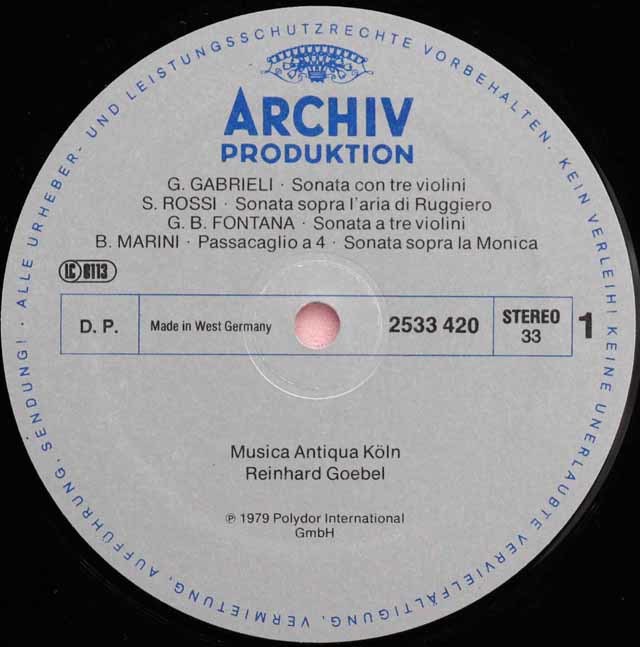 ALLE URHEBER- UND LEISTUNGSSCHUTZRECHTE VORBEHALTEN. KEIN VERLEIH! KEINE UNERLAUBTE VERVIELFÄLTIGUNG, VERMIETUNG, AUFFÜHRUNG, SENDUNG! ·
ARCHIV
PRODUKTION
G. GABRIELI · Sonata con tre violini
S. ROSSI · Sonata sopra l'aria di Ruggiero
G. B. FONTANA · Sonata a tre violini
B. MARINI · Passacaglio a 4 · Sonata sopra la Monica
LC 8113
D. P.
Made in West Germany
2533 420
STEREO
33
1
Musica Antiqua Köln
Reinhard Goebel
℗ 1979 Polydor International
GmbH